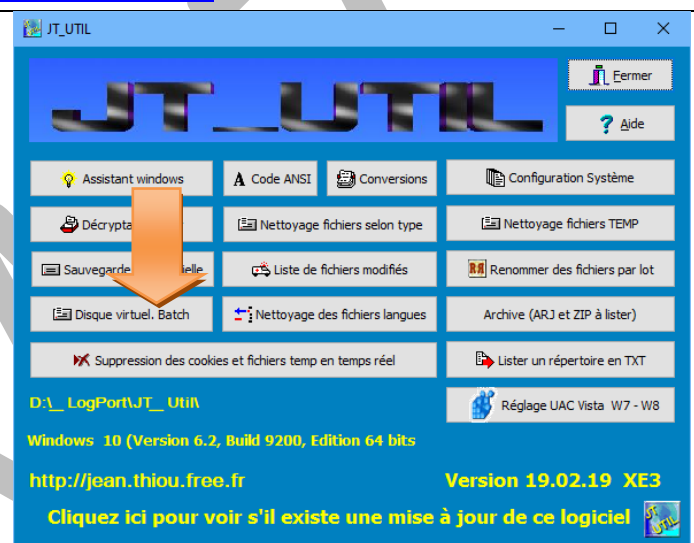 JT_UTIL
JT_UTIL
Fermer
Aide
Assistant windows
A Code ANSI
Conversions
Configuration Système
Nettoyage fichiers selon type
Nettoyage fichiers TEMP
Sauvegarde
Liste de fichiers modifiés
Renommer des fichiers par lot
Disque virtuel. Batch
Nettoyage des fichiers langues
Archive (ARJ et ZIP à lister)
Suppression des cookies et fichiers temp en temps réel
Lister un répertoire en TXT
D:\__ LogPort\JT__ Util\
Réglage UAC Vista W7 - W8
Windows 10 (Version 6.2, Build 9200, Edition 64 bits
http://jean.thiou.free.fr
Version 19.02.19 XE3
Cliquez ici pour voir s'il existe une mise à jour de ce logiciel